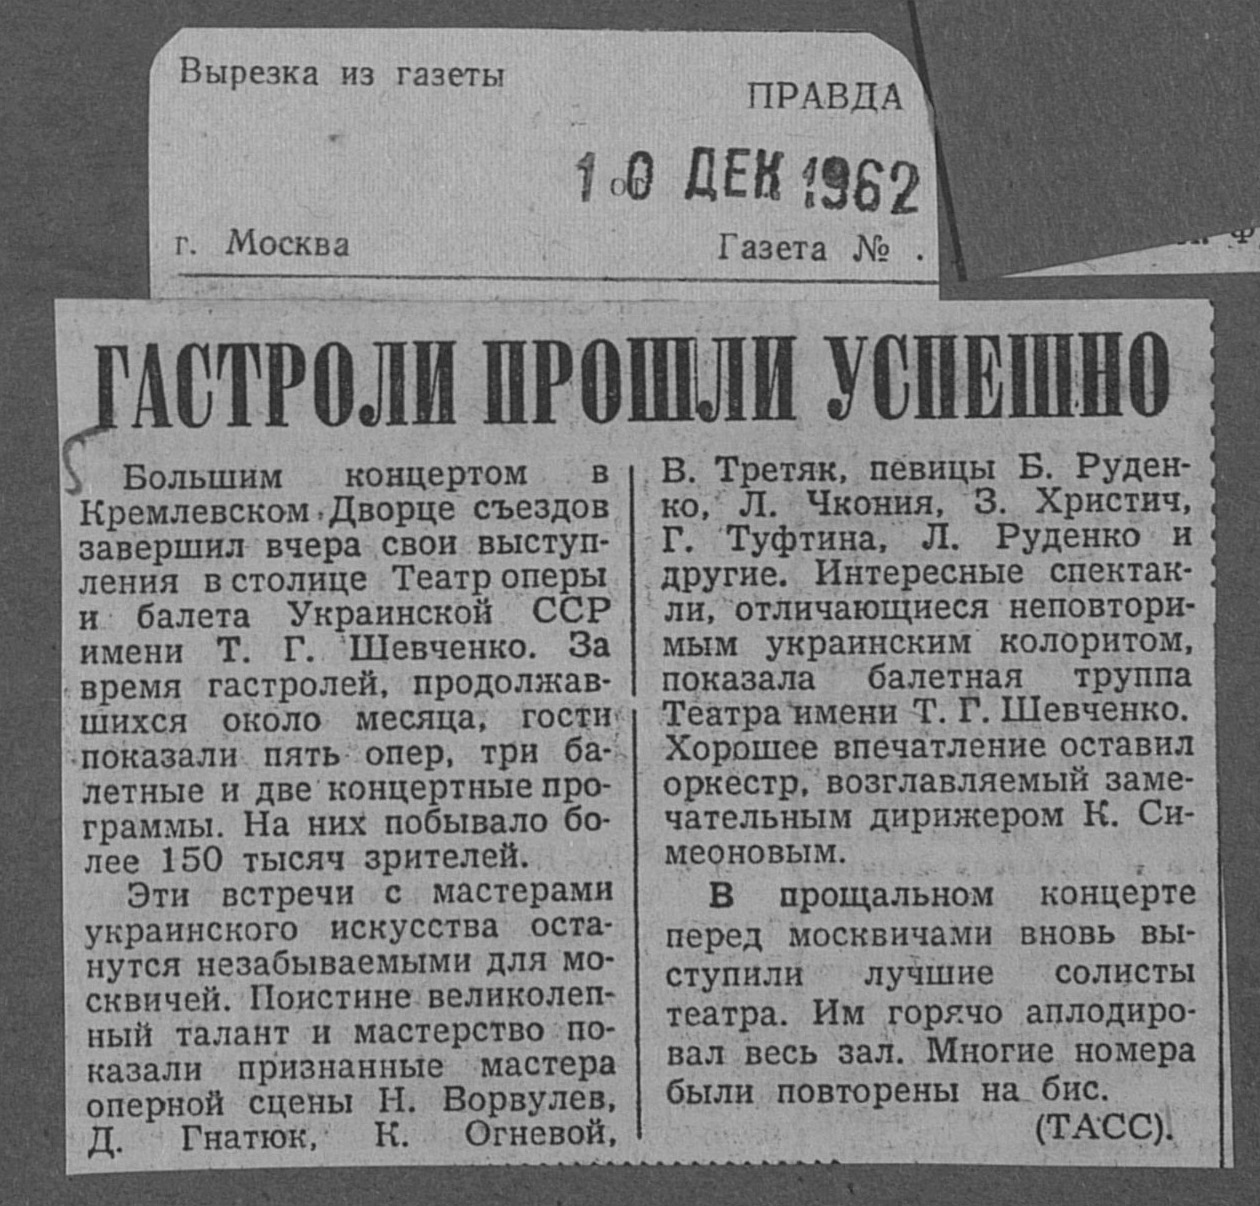 Вырезка из газеты
ПРАВДА
от
10 ДЕК 1962
г. Москва
Газета № .
ГАСТРОЛИ ПРОШЛИ УСПЕШНО
Большим концертом в
Кремлевском Дворце съездов
завершил вчера свои выступ-
ления в столице Театр оперы
и балета Украинской ССР
имени Т. Г. Шевченко. За
время гастролей, продолжав-
шихся около месяца, гости
показали пять опер, три ба-
летные и две концертные про-
граммы. На них побывало бо-
лее 150 тысяч зрителей.
Эти встречи с мастерами
украинского искусства оста-
нутся незабываемыми для мо-
сквичей. Поистине великолеп-
ный талант и мастерство по-
казали признанные мастера
оперной сцены Н. Ворвулев,
Д. Гнатюк, К. Огневой,
В. Третяк, певицы Б. Руден-
ко, Л. Чкония, З. Христич,
Г. Туфтина, Л. Руденко и
другие. Интересные спектак-
ли, отличающиеся неповтори-
мым украинским колоритом,
показала балетная труппа
Театра имени Т. Г. Шевченко.
Хорошее впечатление оставил
оркестр, возглавляемый заме-
чательным дирижером К. Си-
меоновым.
В прощальном концерте
перед москвичами вновь вы-
ступили лучшие солисты
театра. Им горячо аплодиро-
вал весь зал. Многие номера
были повторены на бис.
(ТАСС).